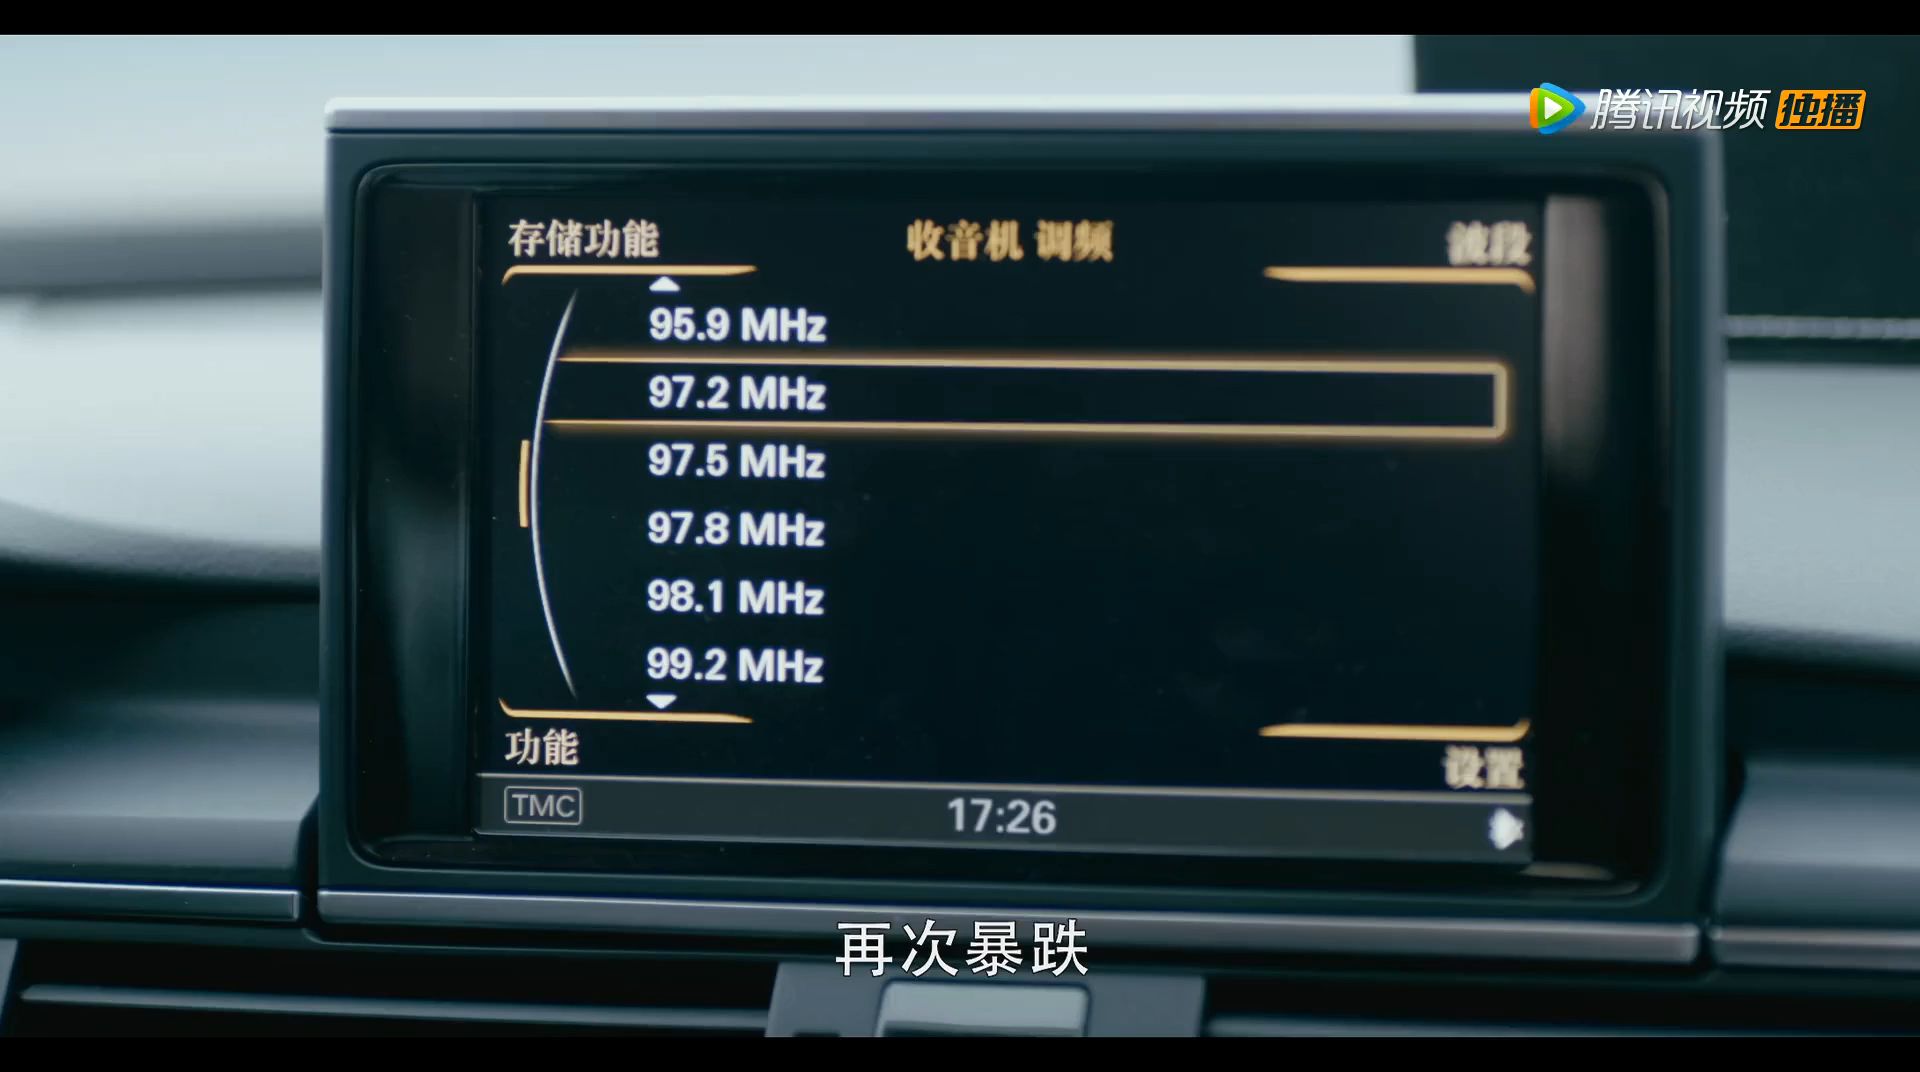 腾讯视频 独播
存储功能 收音机 调频 波段
95.9 MHz
97.2 MHz
97.5 MHz
97.8 MHz
98.1 MHz
99.2 MHz
功能 设置
TMC 17:26
再次暴跌